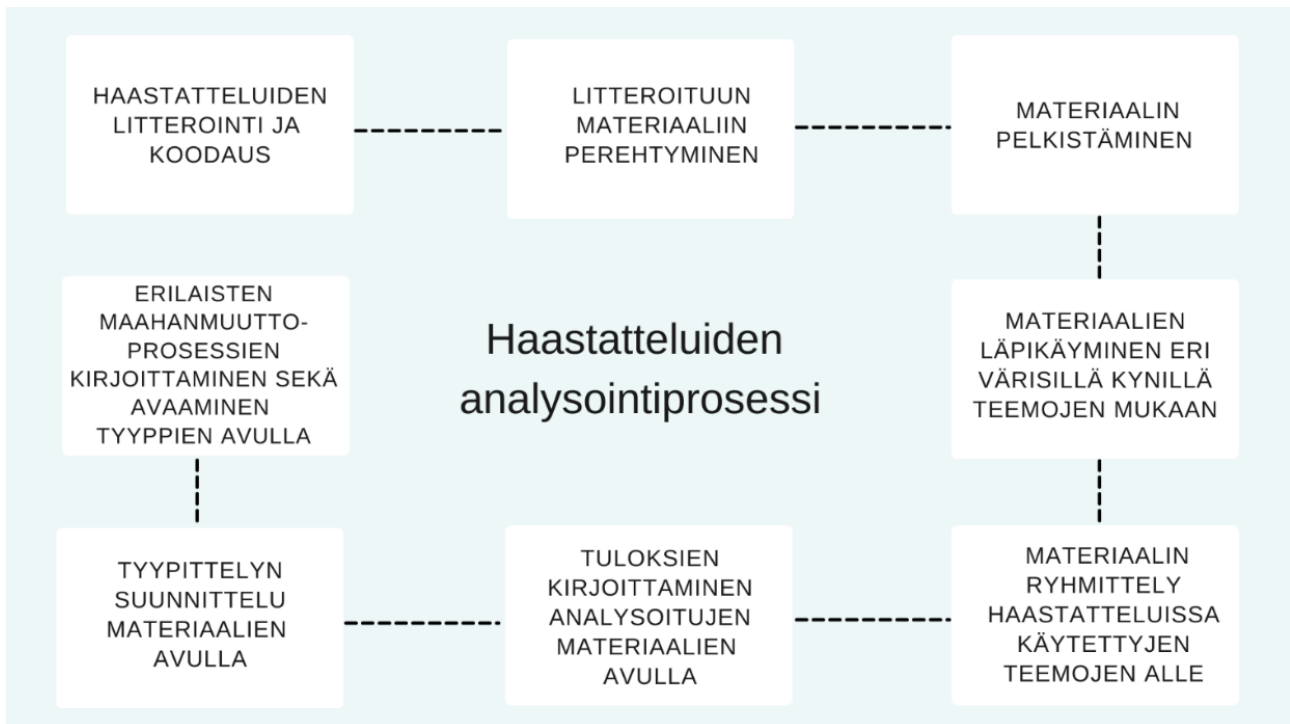 HAASTATTELUIDEN
LITTEROINTI JA
KOODAUS
LITTEROITUUN
MATERIAALIIN
PEREHTYMINEN
MATERIAALIN
PELKISTÄMINEN
MATERIAALIEN
LÄPIKÄYMINEN ERI
VÄRISILLÄ KYNILLÄ
TEEMOJEN MUKAAN
MATERIAALIN
RYHMITTELY
HAASTATTELUISSA
KÄYTETTYJEN
TEEMOJEN ALLE
TULOKSIEN
KIRJOITTAMINEN
ANALYSOITUJEN
MATERIAALIEN
AVULLA
TYYPITTELYN
SUUNNITTELU
MATERIAALIEN
AVULLA
ERILAISTEN
MAAHANMUUTTO-
PROSESSIEN
KIRJOITTAMINEN SEKÄ
AVAAMINEN
TYYPPIEN AVULLA
Haastatteluiden
analysointiprosessi